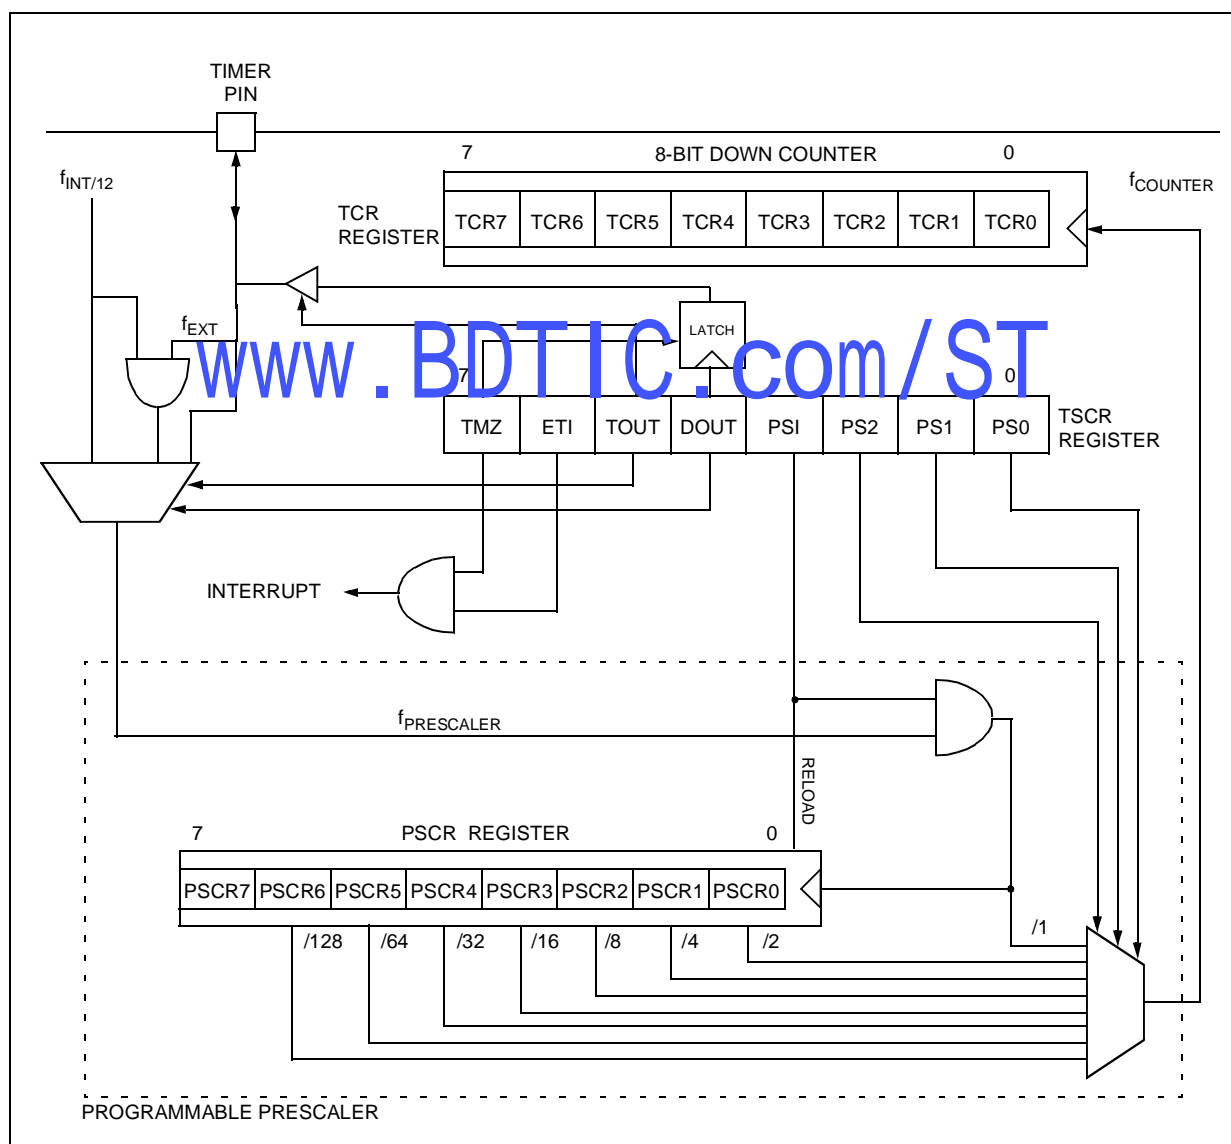 TIMER
PIN
7 8-BIT DOWN COUNTER 0
fINT/12
fCOUNTER
TCR
REGISTER
TCR7 TCR6 TCR5 TCR4 TCR3 TCR2 TCR1 TCR0
fEXT
LATCH
www.BDTIC.com/ST
7 0
TMZ ETI TOUT DOUT PSI PS2 PS1 PS0
TSCR
REGISTER
INTERRUPT
fPRESCALER
RELOAD
7 PSCR REGISTER 0
PSCR7 PSCR6 PSCR5 PSCR4 PSCR3 PSCR2 PSCR1 PSCR0
/128 /64 /32 /16 /8 /4 /2 /1
PROGRAMMABLE PRESCALER